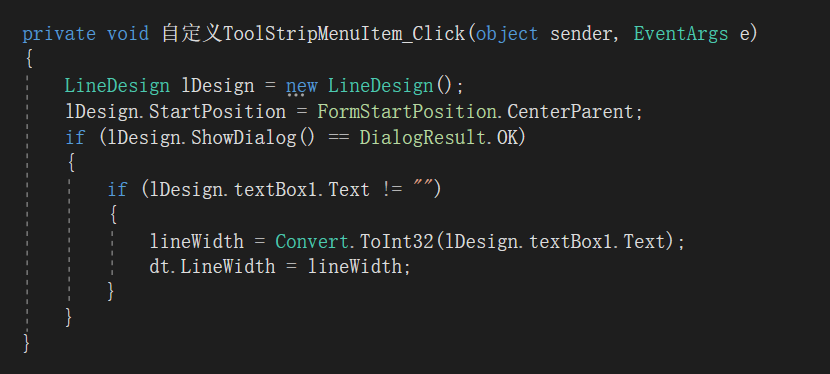 private void 自定义ToolStripMenuItem_Click(object sender, EventArgs e)
{
    LineDesign lDesign = new LineDesign();
    lDesign.StartPosition = FormStartPosition.CenterParent;
    if (lDesign.ShowDialog() == DialogResult.OK)
    {
        if (lDesign.textBox1.Text != "")
        {
            lineWidth = Convert.ToInt32(lDesign.textBox1.Text);
            dt.LineWidth = lineWidth;
        }
    }
}